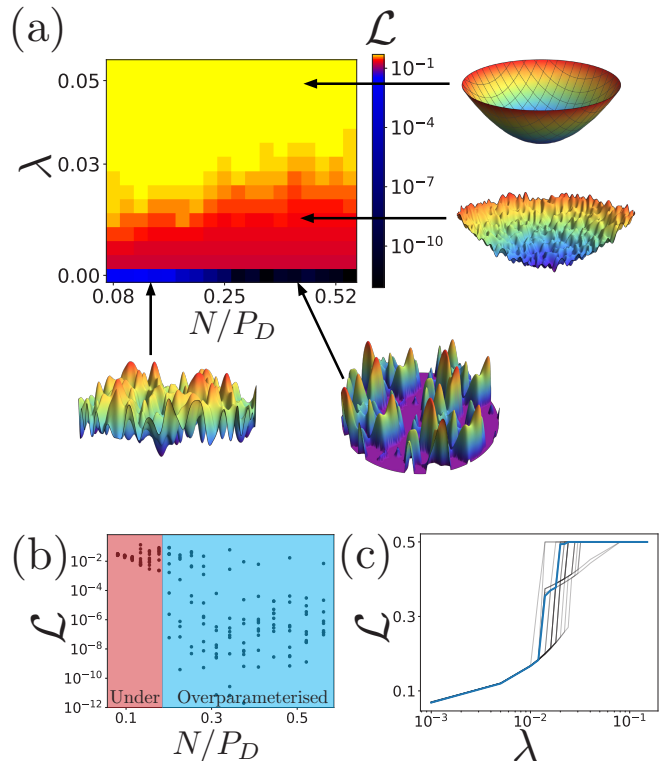 (a)
ℒ
0.05
0.03
0.00
λ
10⁻¹
10⁻⁴
10⁻⁷
10⁻¹⁰
0.08 0.25 0.52
N/P_D
(b)
ℒ
10⁻²
10⁻⁴
10⁻⁶
10⁻⁸
10⁻¹⁰
10⁻¹²
Under Overparameterised
0.1 0.3 0.5
N/P_D
(c)
ℒ
0.5
0.3
0.1
10⁻³ 10⁻² 10⁻¹
λ